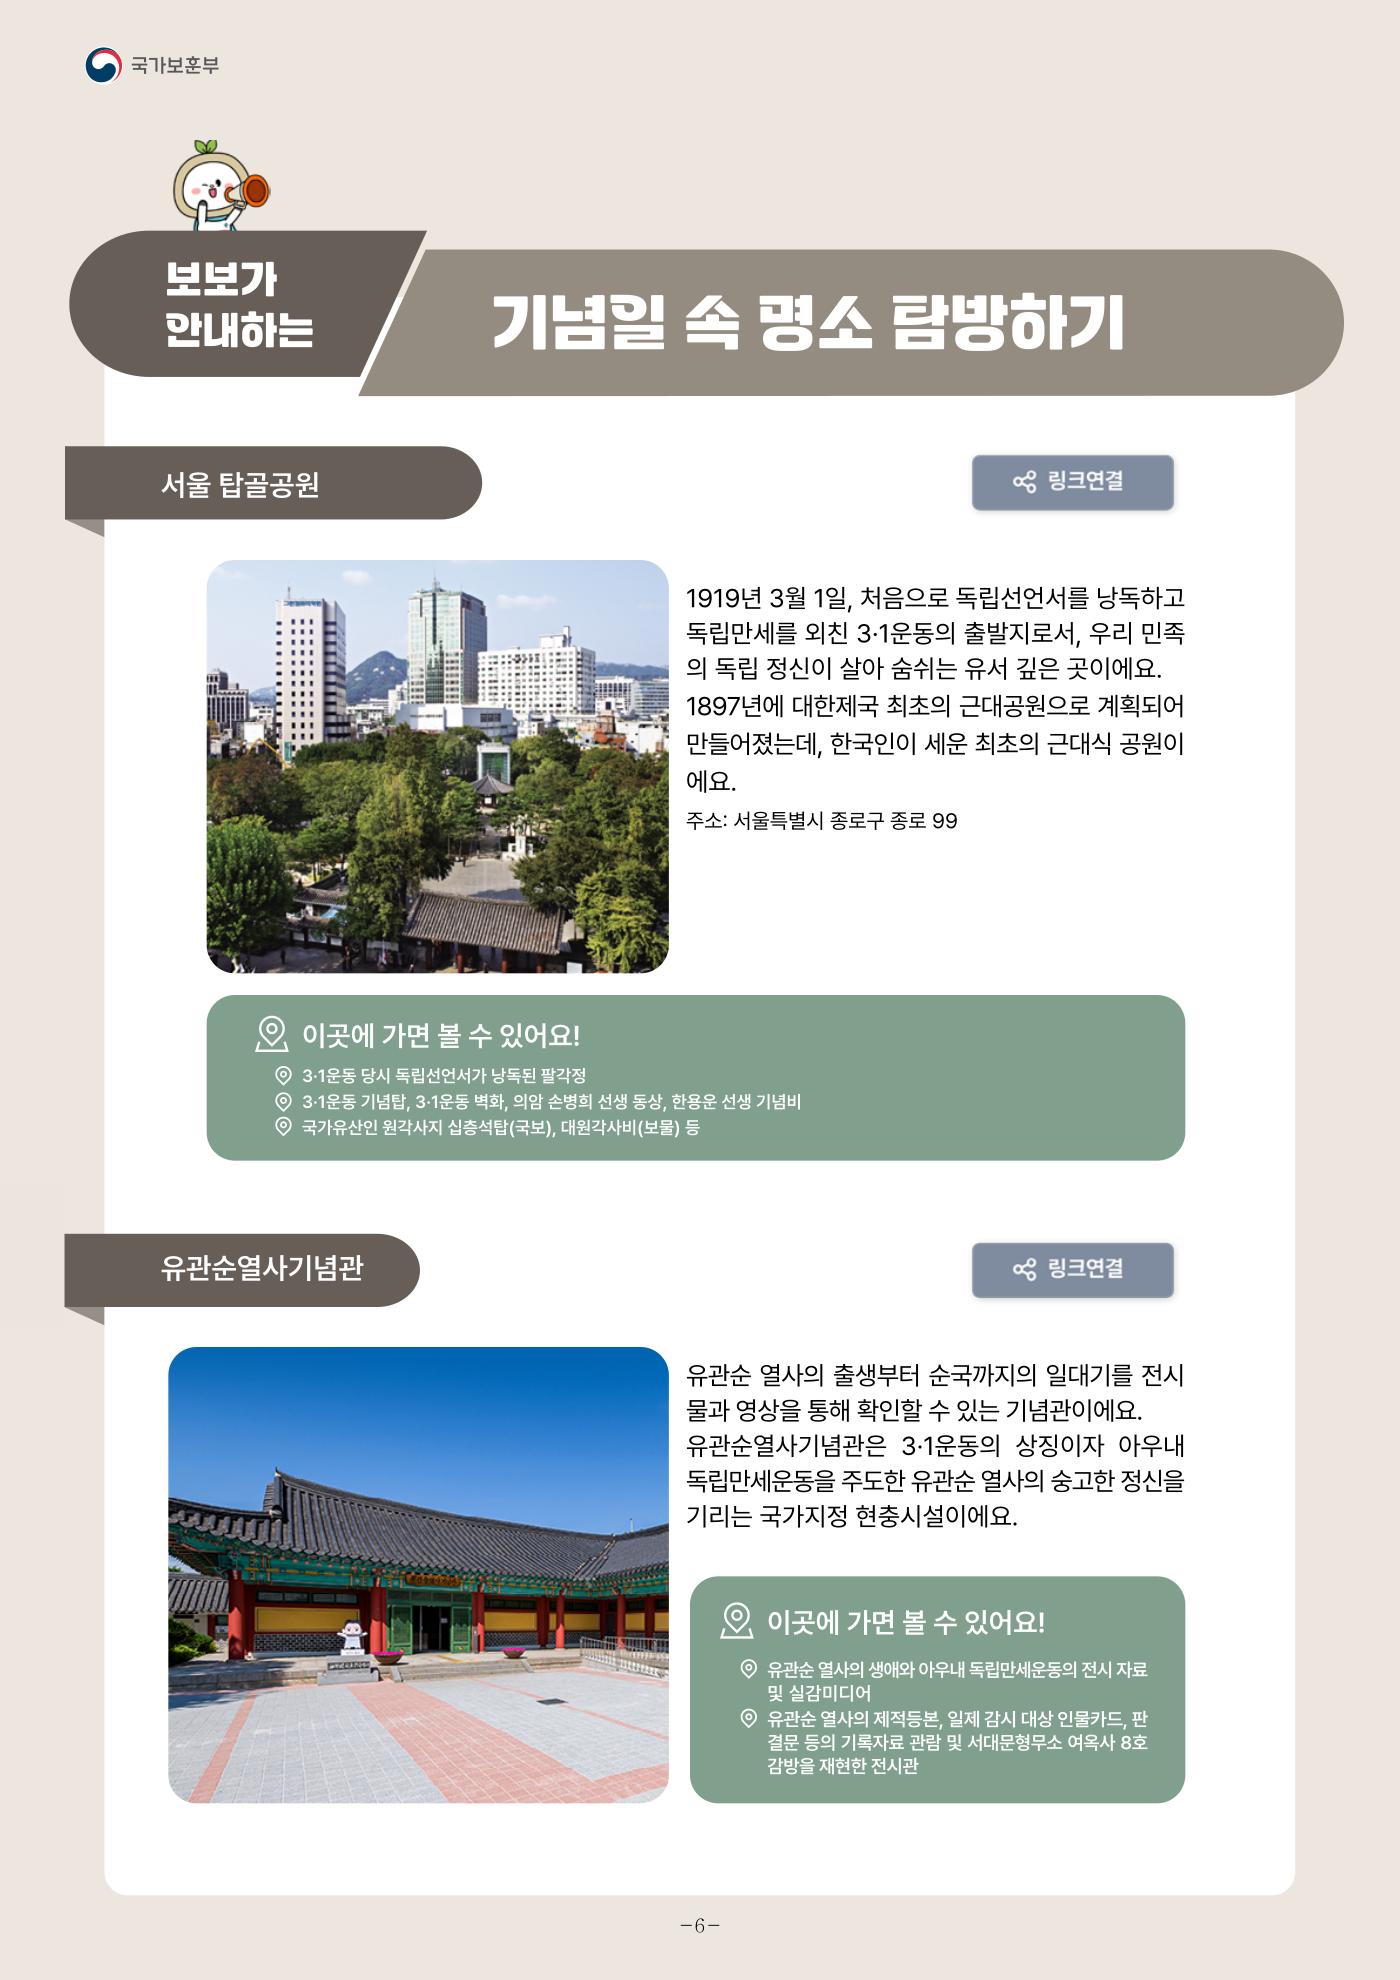 국가보훈부
보보가
안내하는
기념일 속 명소 탐방하기
서울 탑골공원
링크연결
1919년 3월 1일, 처음으로 독립선언서를 낭독하고
독립만세를 외친 3·1운동의 출발지로서, 우리 민족
의 독립 정신이 살아 숨쉬는 유서 깊은 곳이에요.
1897년에 대한제국 최초의 근대공원으로 계획되어
만들어졌는데, 한국인이 세운 최초의 근대식 공원이
에요.
주소: 서울특별시 종로구 종로 99
이곳에 가면 볼 수 있어요!
3·1운동 당시 독립선언서가 낭독된 팔각정
3·1운동 기념탑, 3·1운동 벽화, 의암 손병희 선생 동상, 한용운 선생 기념비
국가유산인 원각사지 십층석탑(국보), 대원각사비(보물) 등
유관순열사기념관
링크연결
유관순 열사의 출생부터 순국까지의 일대기를 전시
물과 영상을 통해 확인할 수 있는 기념관이에요.
유관순열사기념관은 3·1운동의 상징이자 아우내
독립만세운동을 주도한 유관순 열사의 숭고한 정신을
기리는 국가지정 현충시설이에요.
이곳에 가면 볼 수 있어요!
유관순 열사의 생애와 아우내 독립만세운동의 전시 자료
및 실감미디어
유관순 열사의 제적등본, 일제 감시 대상 인물카드, 판
결문 등의 기록자료 관람 및 서대문형무소 여옥사 8호
감방을 재현한 전시관
-6-